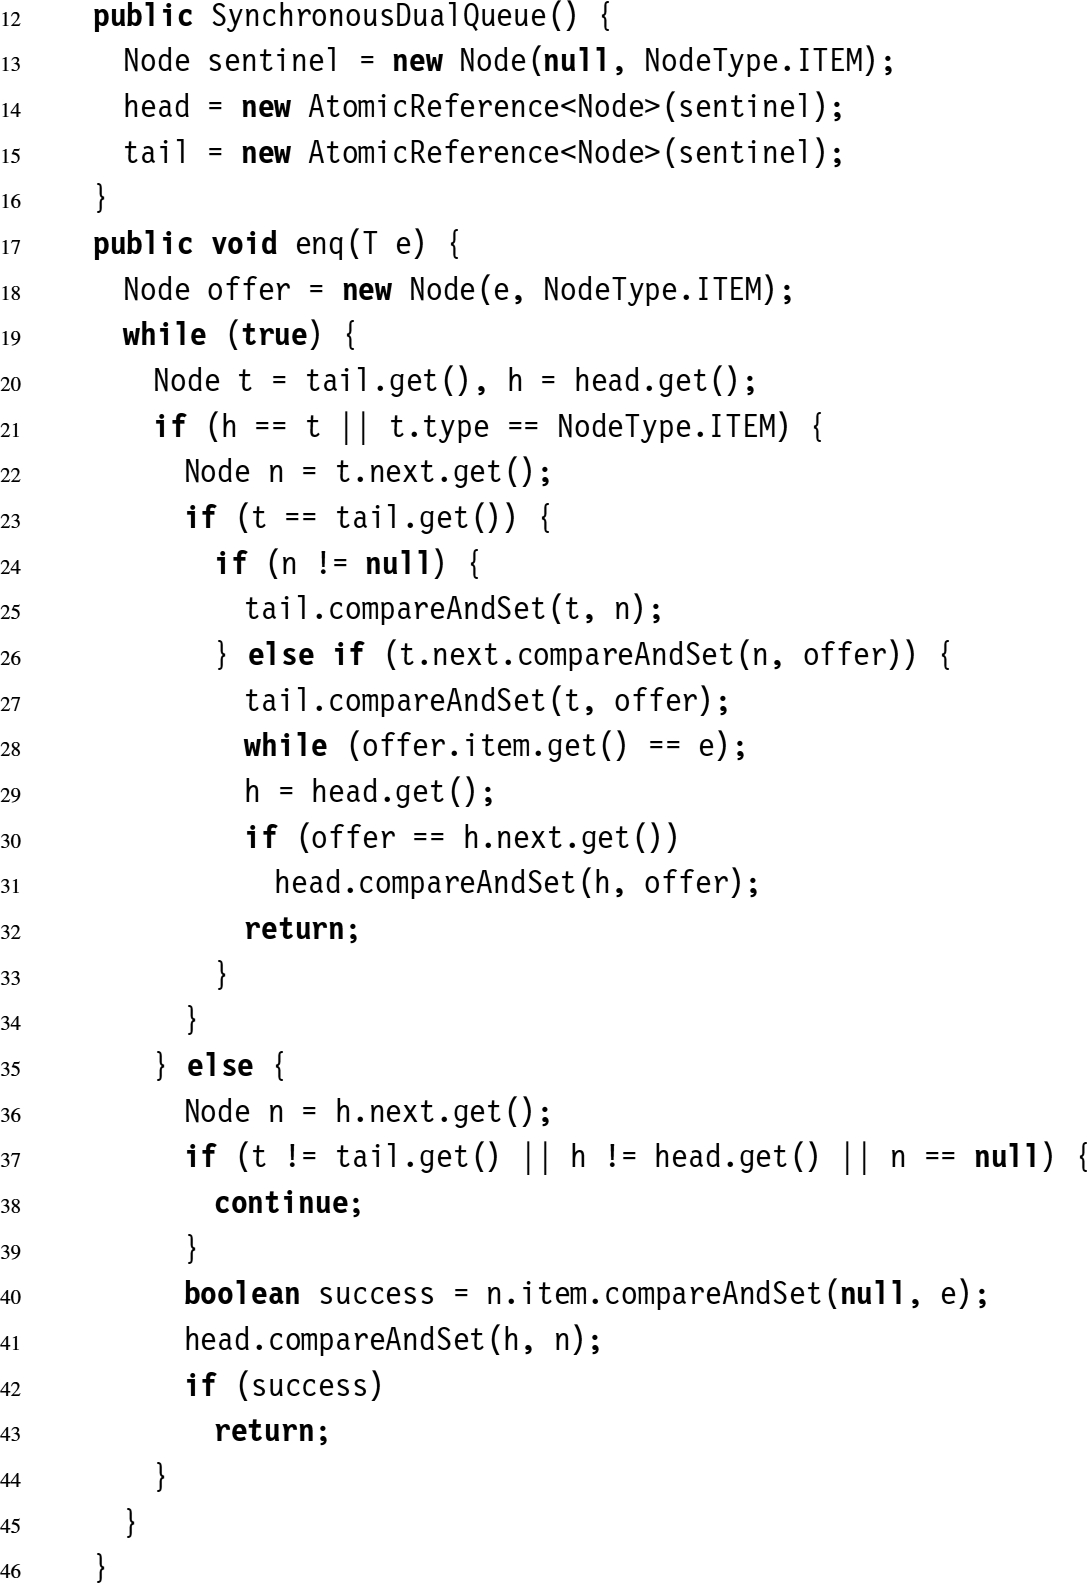 12 public SynchronousDualQueue() {
13 Node sentinel = new Node(null, NodeType.ITEM);
14 head = new AtomicReference<Node>(sentinel);
15 tail = new AtomicReference<Node>(sentinel);
16 }
17 public void enq(T e) {
18 Node offer = new Node(e, NodeType.ITEM);
19 while (true) {
20 Node t = tail.get(), h = head.get();
21 if (h == t || t.type == NodeType.ITEM) {
22 Node n = t.next.get();
23 if (t == tail.get()) {
24 if (n != null) {
25 tail.compareAndSet(t, n);
26 } else if (t.next.compareAndSet(n, offer)) {
27 tail.compareAndSet(t, offer);
28 while (offer.item.get() == e);
29 h = head.get();
30 if (offer == h.next.get())
31 head.compareAndSet(h, offer);
32 return;
33 }
34 }
35 } else {
36 Node n = h.next.get();
37 if (t != tail.get() || h != head.get() || n == null) {
38 continue;
39 }
40 boolean success = n.item.compareAndSet(null, e);
41 head.compareAndSet(h, n);
42 if (success)
43 return;
44 }
45 }
46 }